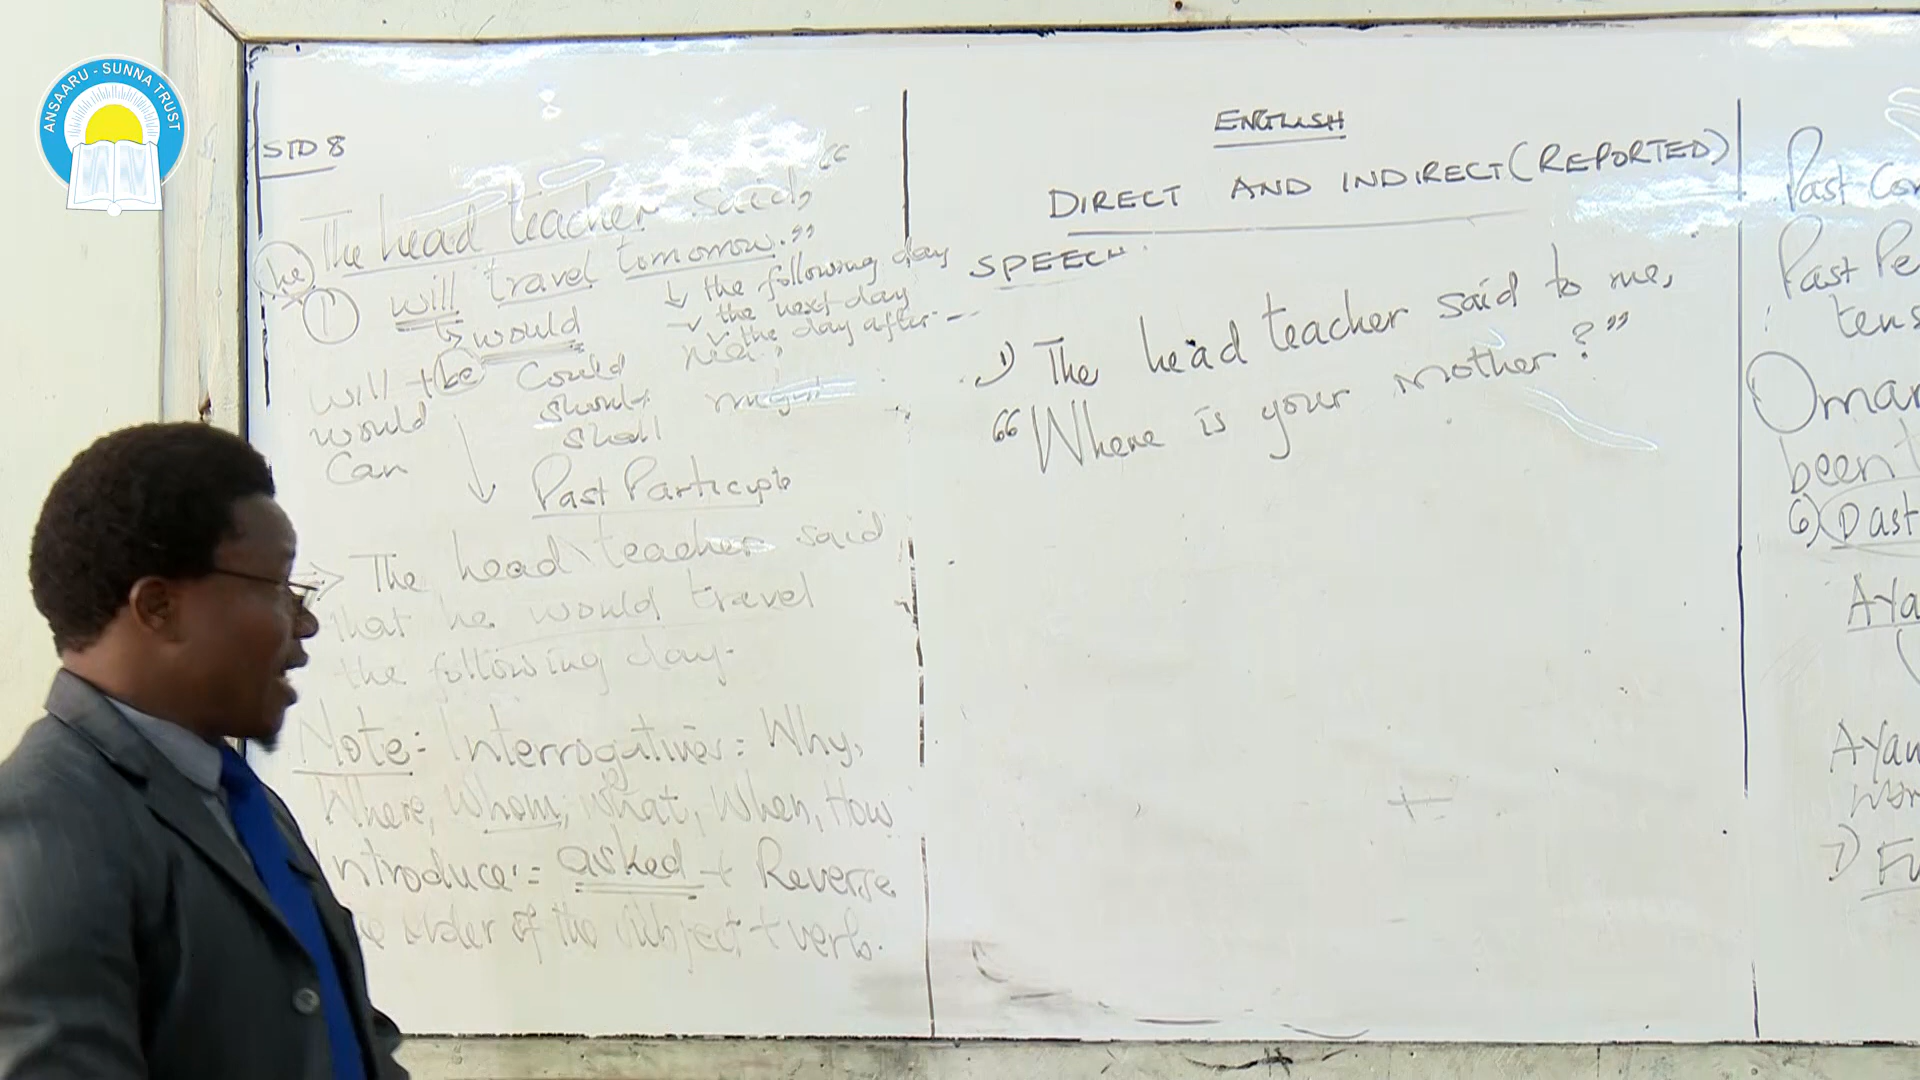 ANSAARU - SUNNA TRUST
STD 8
The head teacher said, “
he
I will travel tomorrow.”
↳ would
↓ the following day
↓ the next day
↓ the day after
will + be could
would should
shall
can
Past Participle
⇒ The head teacher said
that he would travel
the following day.
Note:- Interrogatives: Why,
Where, Whom, What, When, How
Introduce:= asked + Reverse
order of the subject + verb.
ENGLISH
DIRECT AND INDIRECT (REPORTED)
SPEECH
1) The head teacher said to me,
“Where is your mother?”
Past Con
Past Pe
tens
Omar
been t
6) Past
Aya
Ayan
7) Fu